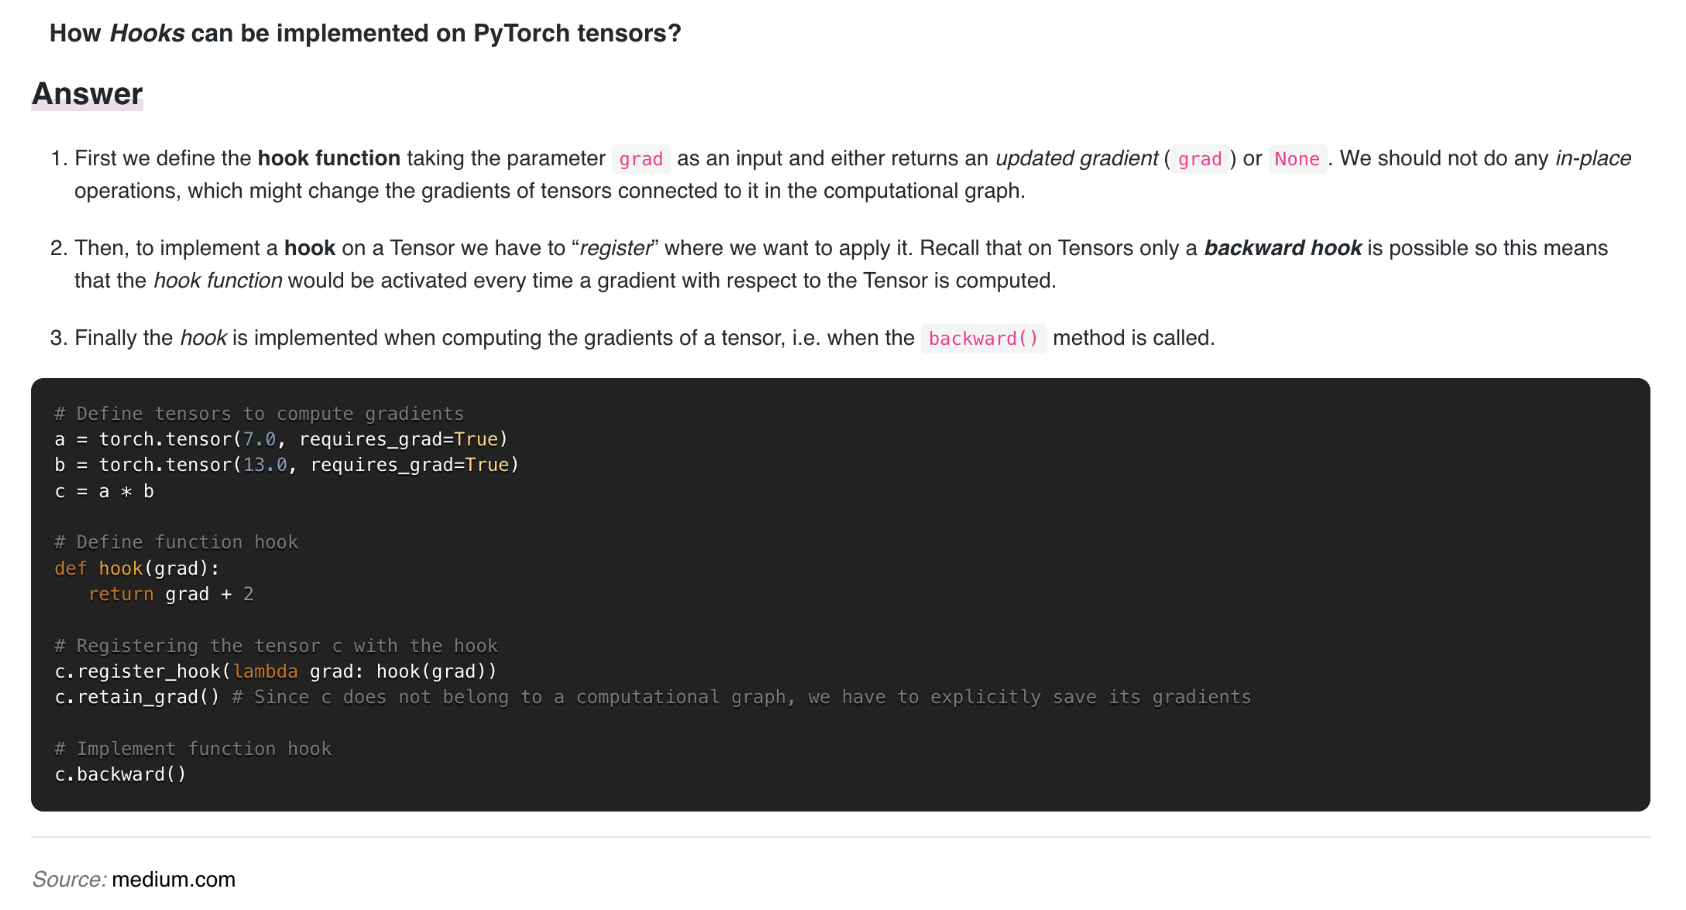 How Hooks can be implemented on PyTorch tensors?
Answer
1. First we define the hook function taking the parameter grad as an input and either returns an updated gradient ( grad ) or None . We should not do any in-place
operations, which might change the gradients of tensors connected to it in the computational graph.
2. Then, to implement a hook on a Tensor we have to “register” where we want to apply it. Recall that on Tensors only a backward hook is possible so this means
that the hook function would be activated every time a gradient with respect to the Tensor is computed.
3. Finally the hook is implemented when computing the gradients of a tensor, i.e. when the backward() method is called.
# Define tensors to compute gradients
a = torch.tensor(7.0, requires_grad=True)
b = torch.tensor(13.0, requires_grad=True)
c = a * b
# Define function hook
def hook(grad):
   return grad + 2
# Registering the tensor c with the hook
c.register_hook(lambda grad: hook(grad))
c.retain_grad() # Since c does not belong to a computational graph, we have to explicitly save its gradients
# Implement function hook
c.backward()
Source: medium.com